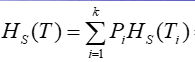 H_S(T) = \sum_{i=1}^{k} P_i H_S(T_i)